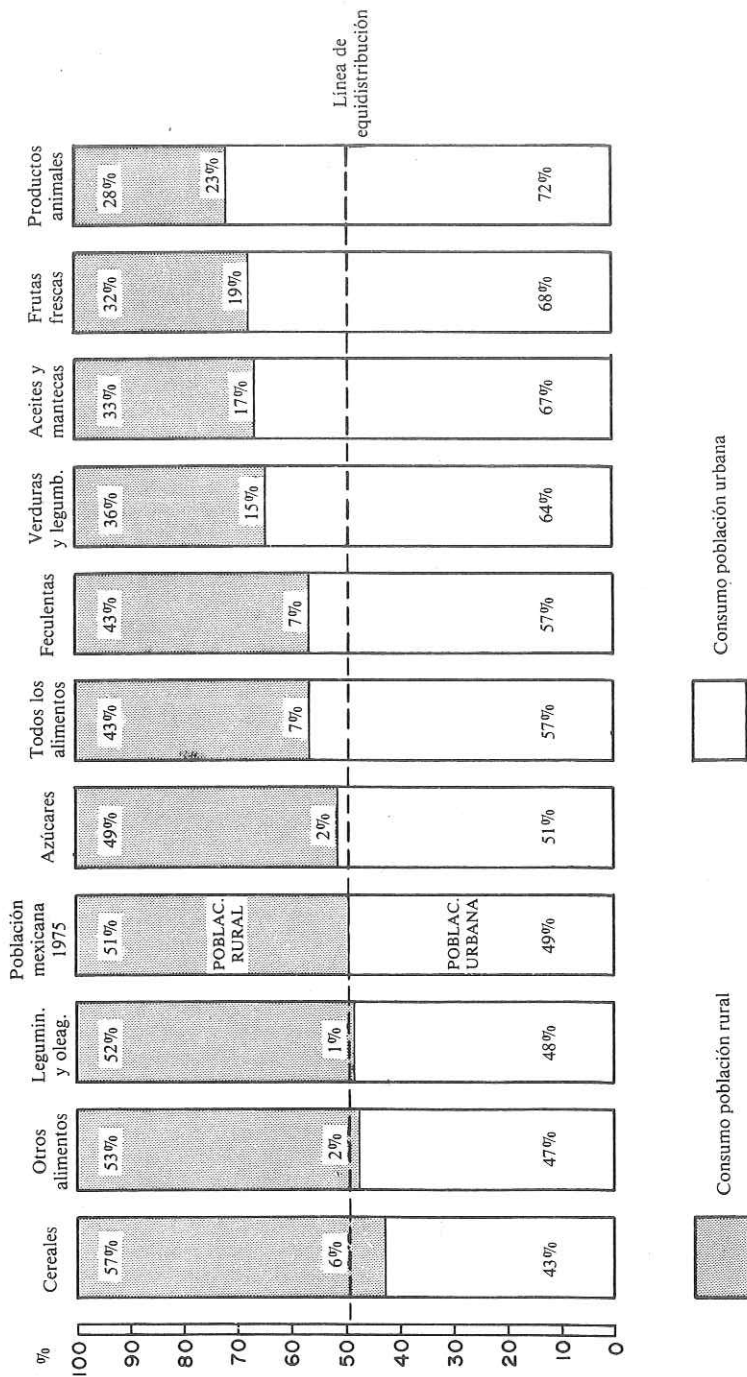 %
100
90
80
70
60
50
40
30
20
10
0
Cereales
57%
6%
43%
Otros
alimentos
53%
2%
47%
Legumin.
y oleag.
52%
1%
48%
Población
mexicana
1975
51%
POBLAC.
RURAL
POBLAC.
URBANA
49%
Azúcares
49%
2%
51%
Todos los
alimentos
43%
7%
57%
Feculentas
43%
7%
57%
Verduras
y legumb.
36%
15%
64%
Aceites y
mantecas
33%
17%
67%
Frutas
frescas
32%
19%
68%
Productos
animales
28%
23%
72%
Línea de
equidistribución
Consumo población rural
Consumo población urbana